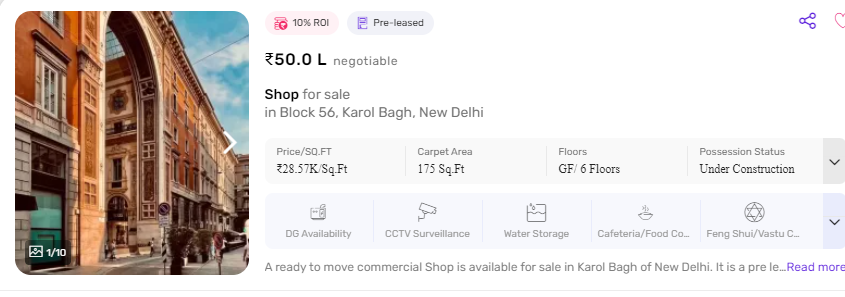 10% ROI Pre-leased
₹50.0 L negotiable
Shop for sale
in Block 56, Karol Bagh, New Delhi
Price/SQ.FT Carpet Area Floors Possession Status
₹28.57K/Sq.Ft 175 Sq.Ft GF/ 6 Floors Under Construction
DG Availability CCTV Surveillance Water Storage Cafeteria/Food Co... Feng Shui/Vastu C...
1/10
A ready to move commercial Shop is available for sale in Karol Bagh of New Delhi. It is a pre le...Read more